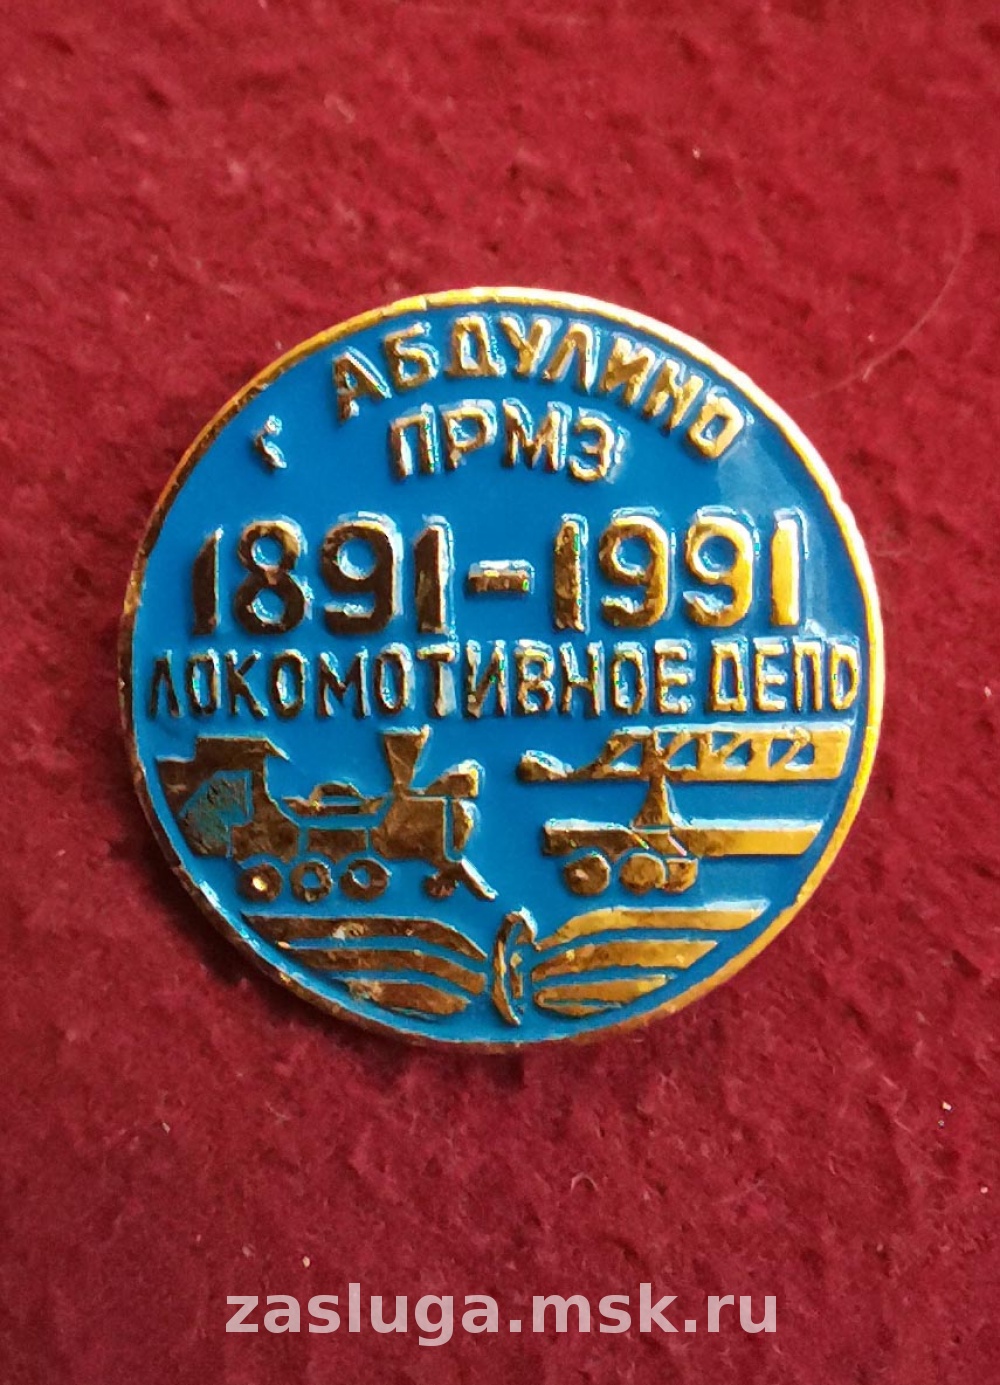 г АБДУЛИНО
ПРМЗ
1891-1991
ЛОКОМОТИВНОЕ ДЕПО
zasluga.msk.ru